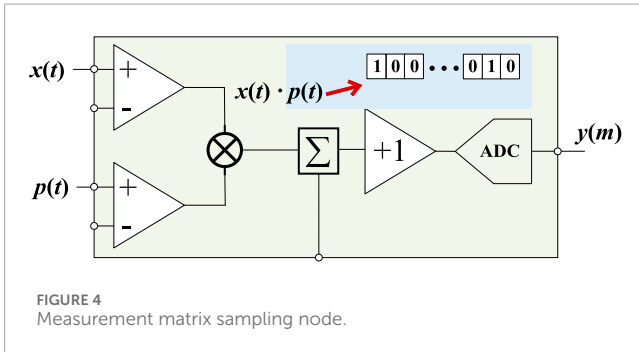 x(t)
+
-
p(t)
+
-
x(t) · p(t)
1 0 0 ··· 0 1 0
Σ
+1
ADC
y(m)
FIGURE 4
Measurement matrix sampling node.